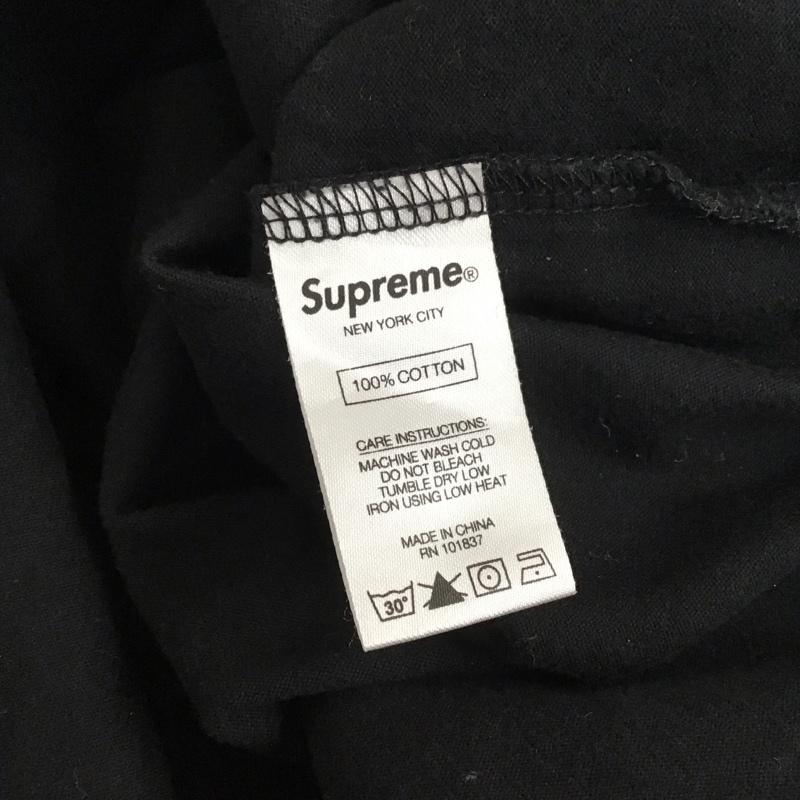 Supreme®
NEW YORK CITY
100% COTTON
CARE INSTRUCTIONS:
MACHINE WASH COLD
DO NOT BLEACH
TUMBLE DRY LOW
IRON USING LOW HEAT
MADE IN CHINA
RN 101837
30°